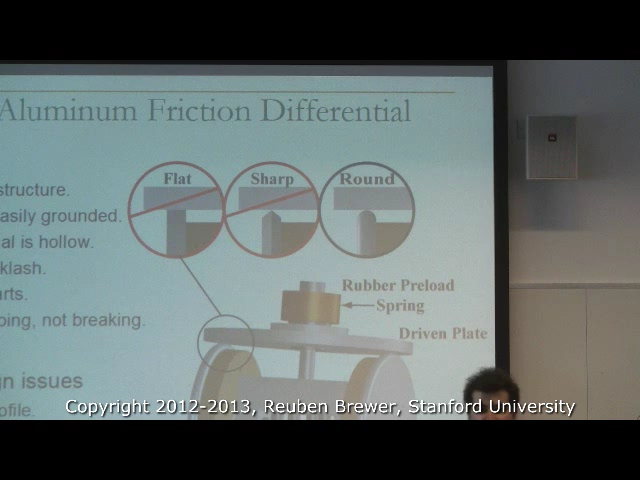 Aluminum Friction Differential
structure.
asily grounded.
al is hollow.
klash.
arts.
ping, not breaking.
n issues
ofile.
Flat
Sharp
Round
Rubber Preload
Spring
Driven Plate
Copyright 2012-2013, Reuben Brewer, Stanford University